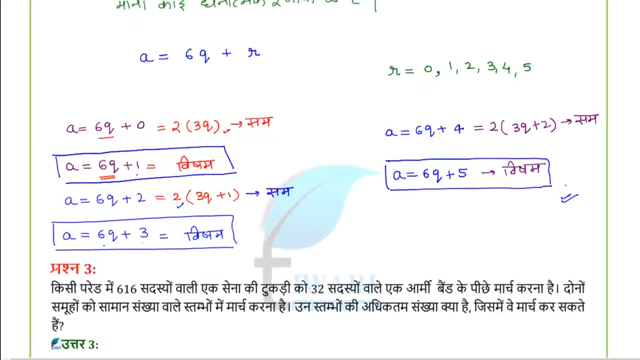 माना कोई धनात्मक
a = 6q + r
r = 0, 1, 2, 3, 4, 5
a = 6q + 0 = 2(3q) → सम
a = 6q + 1 = विषम
a = 6q + 2 = 2(3q+1) → सम
a = 6q + 3 = विषम
a = 6q + 4 = 2(3q+2) → सम
a = 6q + 5 → विषम
प्रश्न 3:
किसी परेड में 616 सदस्यों वाली एक सेना की टुकड़ी को 32 सदस्यों वाले एक आर्मी बैंड के पीछे मार्च करना है। दोनों
समूहों को सामान संख्या वाले स्तम्भों में मार्च करना है। उन स्तम्भों की अधिकतम संख्या क्या है, जिसमें वे मार्च कर सकते
हैं?
उत्तर 3: